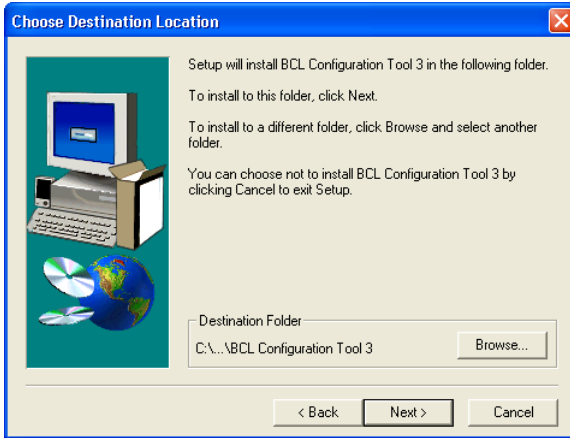 Choose Destination Location
Setup will install BCL Configuration Tool 3 in the following folder.
To install to this folder, click Next.
To install to a different folder, click Browse and select another
folder.
You can choose not to install BCL Configuration Tool 3 by
clicking Cancel to exit Setup.
Destination Folder
C:\...\BCL Configuration Tool 3
Browse...
< Back
Next >
Cancel